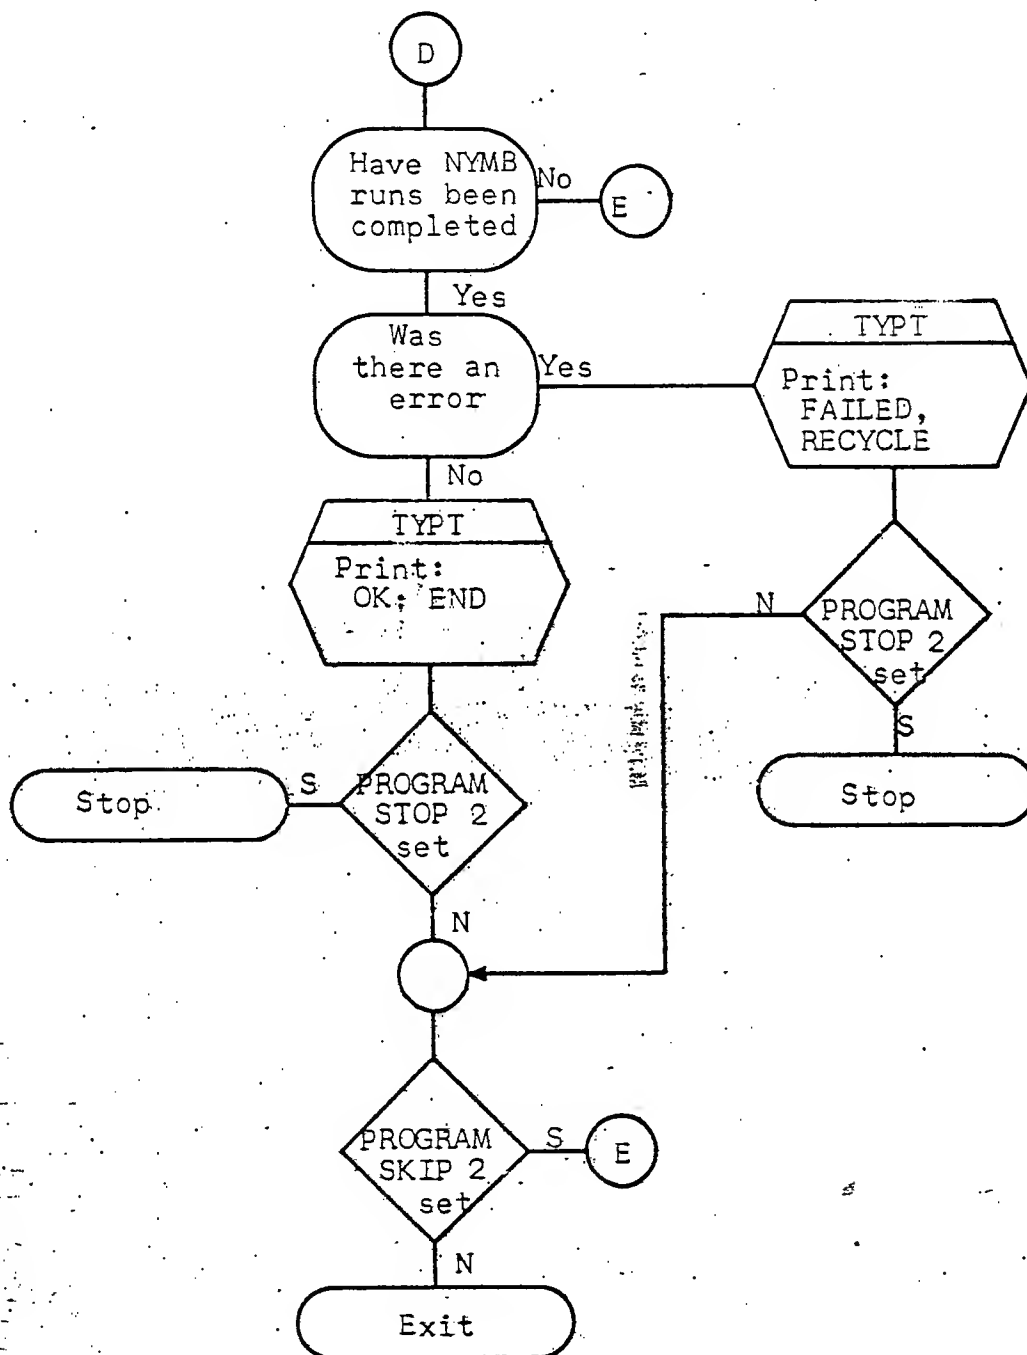 D
Have NYMB
runs been
completed
No
E
Yes
Was
there an
error
Yes
TYPT
Print:
FAILED,
RECYCLE
No
TYPT
Print:
OK; END
N
PROGRAM
STOP 2
set
S
Stop
Stop
S
PROGRAM
STOP 2
set
N
PROGRAM
SKIP 2
set
S
E
N
Exit